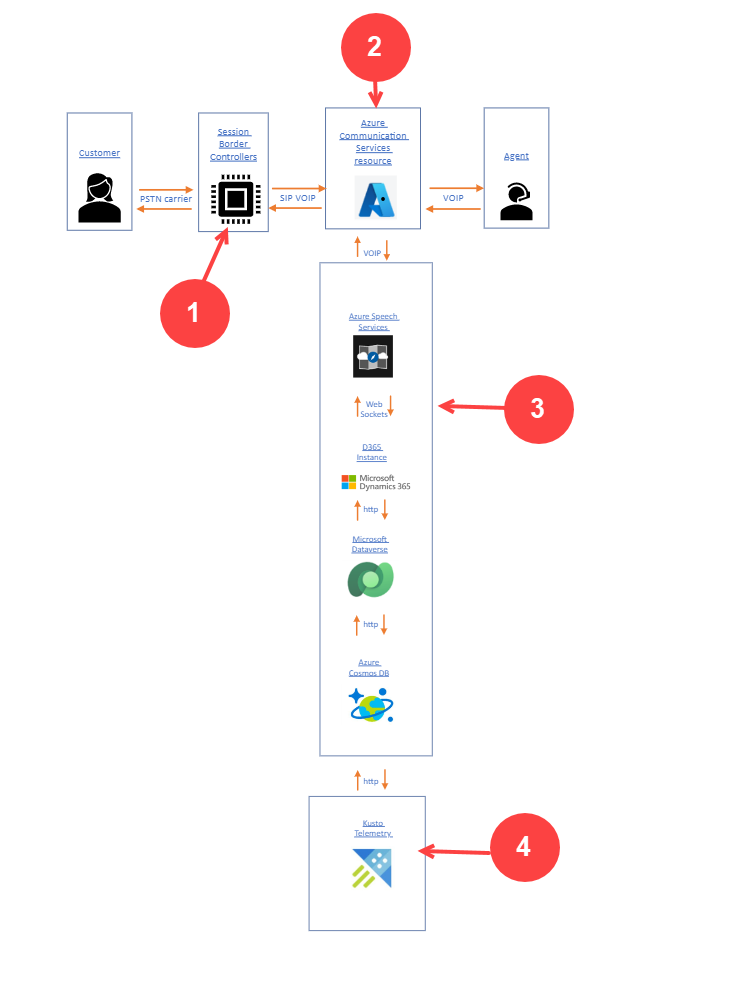 2
Customer
Session
Border
Controllers
Azure
Communication
Services
resource
Agent
PSTN carrier
SIP VOIP
VOIP
VOIP
1
Azure Speech
Services
Web
Sockets
3
D365
Instance
Microsoft
Dynamics 365
http
Microsoft
Dataverse
http
Azure
Cosmos DB
http
Kusto
Telemetry
4